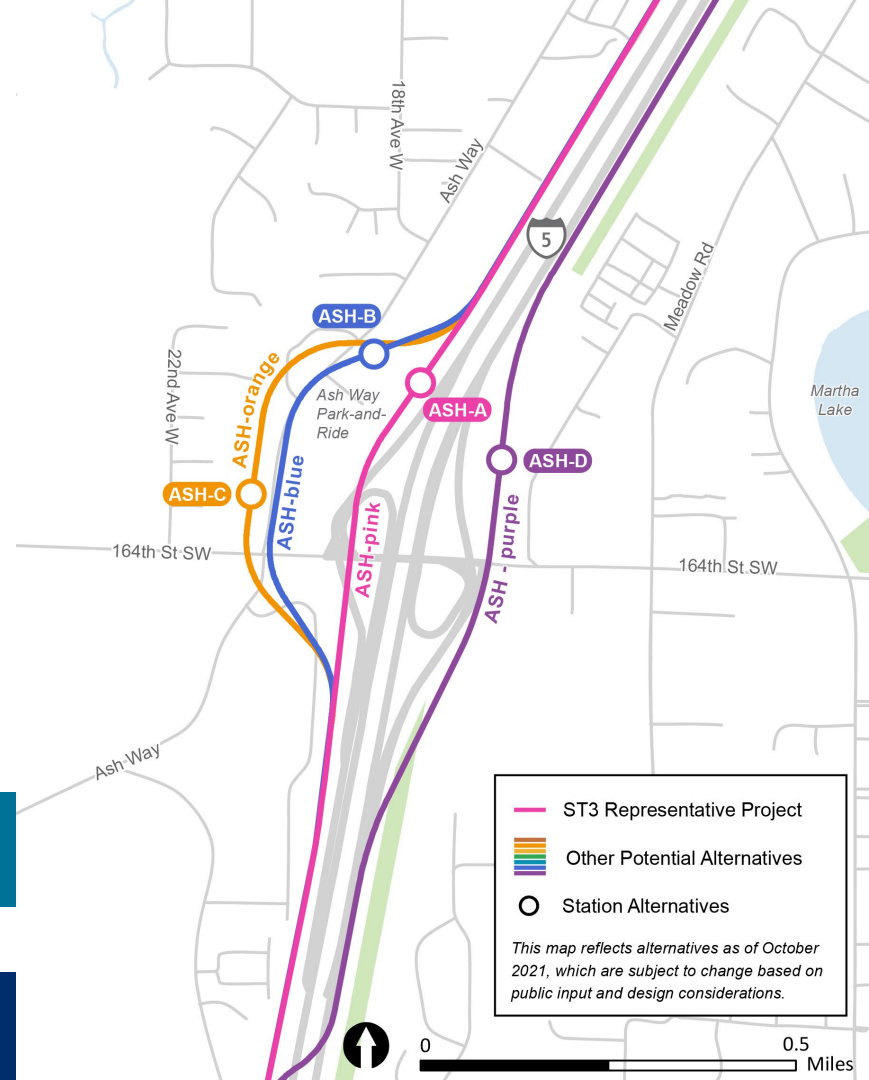 18th Ave W
Ash Way
5
Meadow Rd
ASH-B
22nd Ave W
ASH-orange
Ash Way
Park-and-
Ride
ASH-A
Martha
Lake
ASH-D
ASH-C
ASH-blue
ASH-pink
ASH - purple
164th St SW
164th St SW
Ash Way
ST3 Representative Project
Other Potential Alternatives
Station Alternatives
This map reflects alternatives as of October
2021, which are subject to change based on
public input and design considerations.
0
0.5
Miles